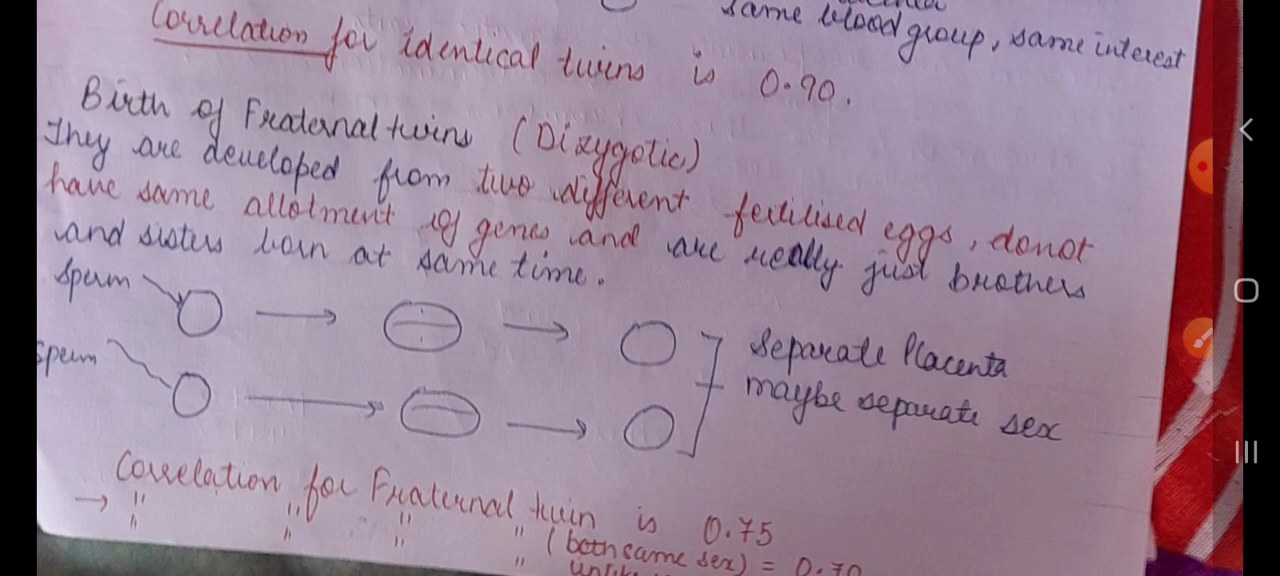 same blood group, same interest
Correlation for identical twins is 0.90.
Birth of Fraternal twins (Dizygotic)
They are developed from two different fertilised eggs, donot
have same allotment of genes and are really just brothers
and sisters born at same time.
Sperm
Sperm
Separate Placenta
maybe separate sex
Correlation for Fraternal twin is 0.75
→ " " " " (both same sex) = 0.70
" " " "